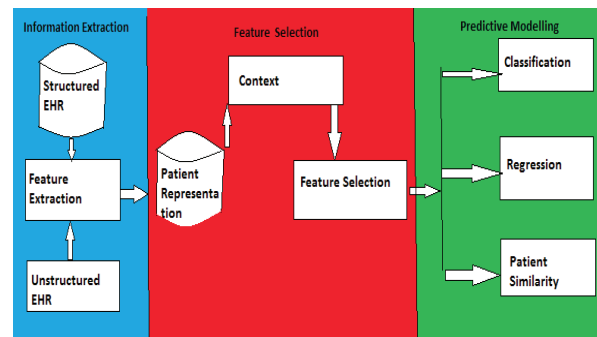 Information Extraction
Structured
EHR
Feature
Extraction
Unstructured
EHR
Feature Selection
Context
Patient
Representa
tion
Feature Selection
Predictive Modelling
Classification
Regression
Patient
Similarity